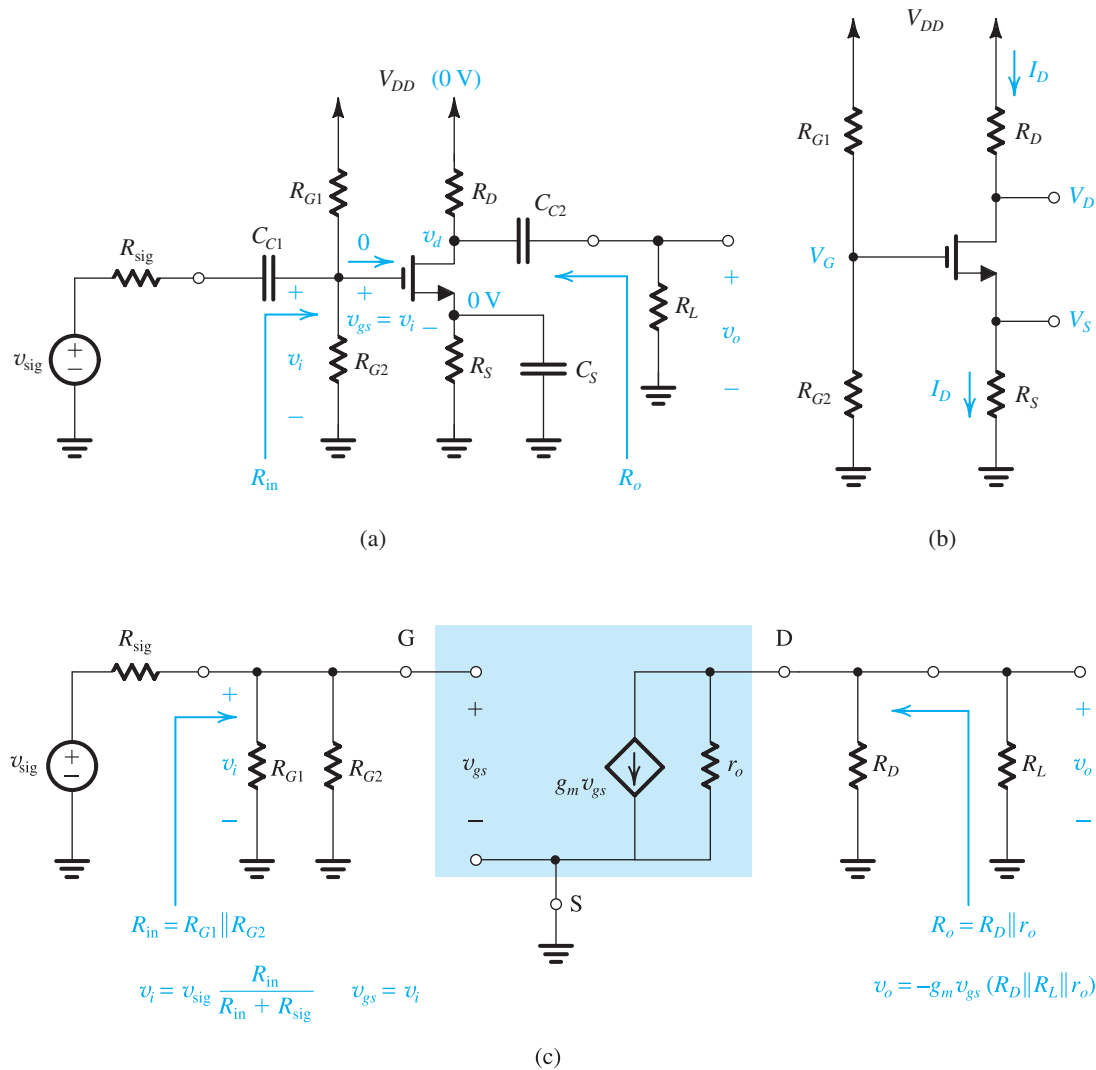 V_DD (0 V)
R_G1
R_D
C_C2
C_C1
v_d
0
R_sig
+
+
0 V
+
v_gs = v_i −
R_L
v_sig
+
−
v_i
R_G2
R_S
C_S
v_o
−
−
R_in
R_o
(a)
V_DD
I_D
R_G1
R_D
V_D
V_G
V_S
R_G2
I_D
R_S
(b)
R_sig
G
D
+
+
+
v_sig
+
−
v_i
R_G1
R_G2
v_gs
g_m v_gs
r_o
R_D
R_L
v_o
−
−
−
S
R_in = R_G1 || R_G2
R_o = R_D || r_o
v_i = v_sig R_in / (R_in + R_sig) v_gs = v_i
v_o = −g_m v_gs (R_D || R_L || r_o)
(c)